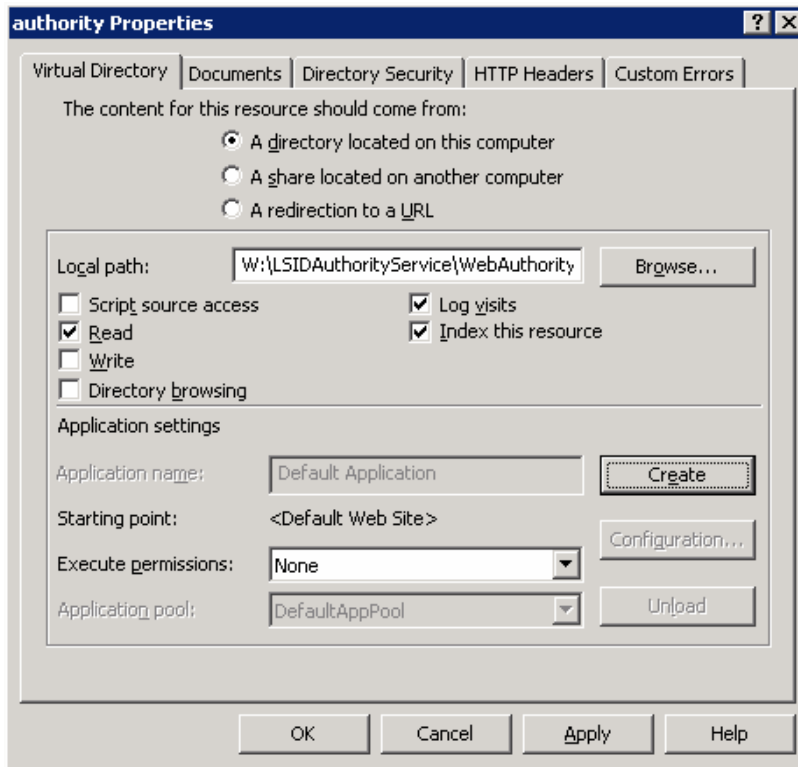 authority Properties
Virtual Directory Documents Directory Security HTTP Headers Custom Errors
The content for this resource should come from:
A directory located on this computer
A share located on another computer
A redirection to a URL
Local path: W:\LSIDAuthorityService\WebAuthority Browse...
Script source access Log visits
Read Index this resource
Write
Directory browsing
Application settings
Application name: Default Application Create
Starting point: <Default Web Site>
Configuration...
Execute permissions: None
Application pool: DefaultAppPool Unload
OK Cancel Apply Help